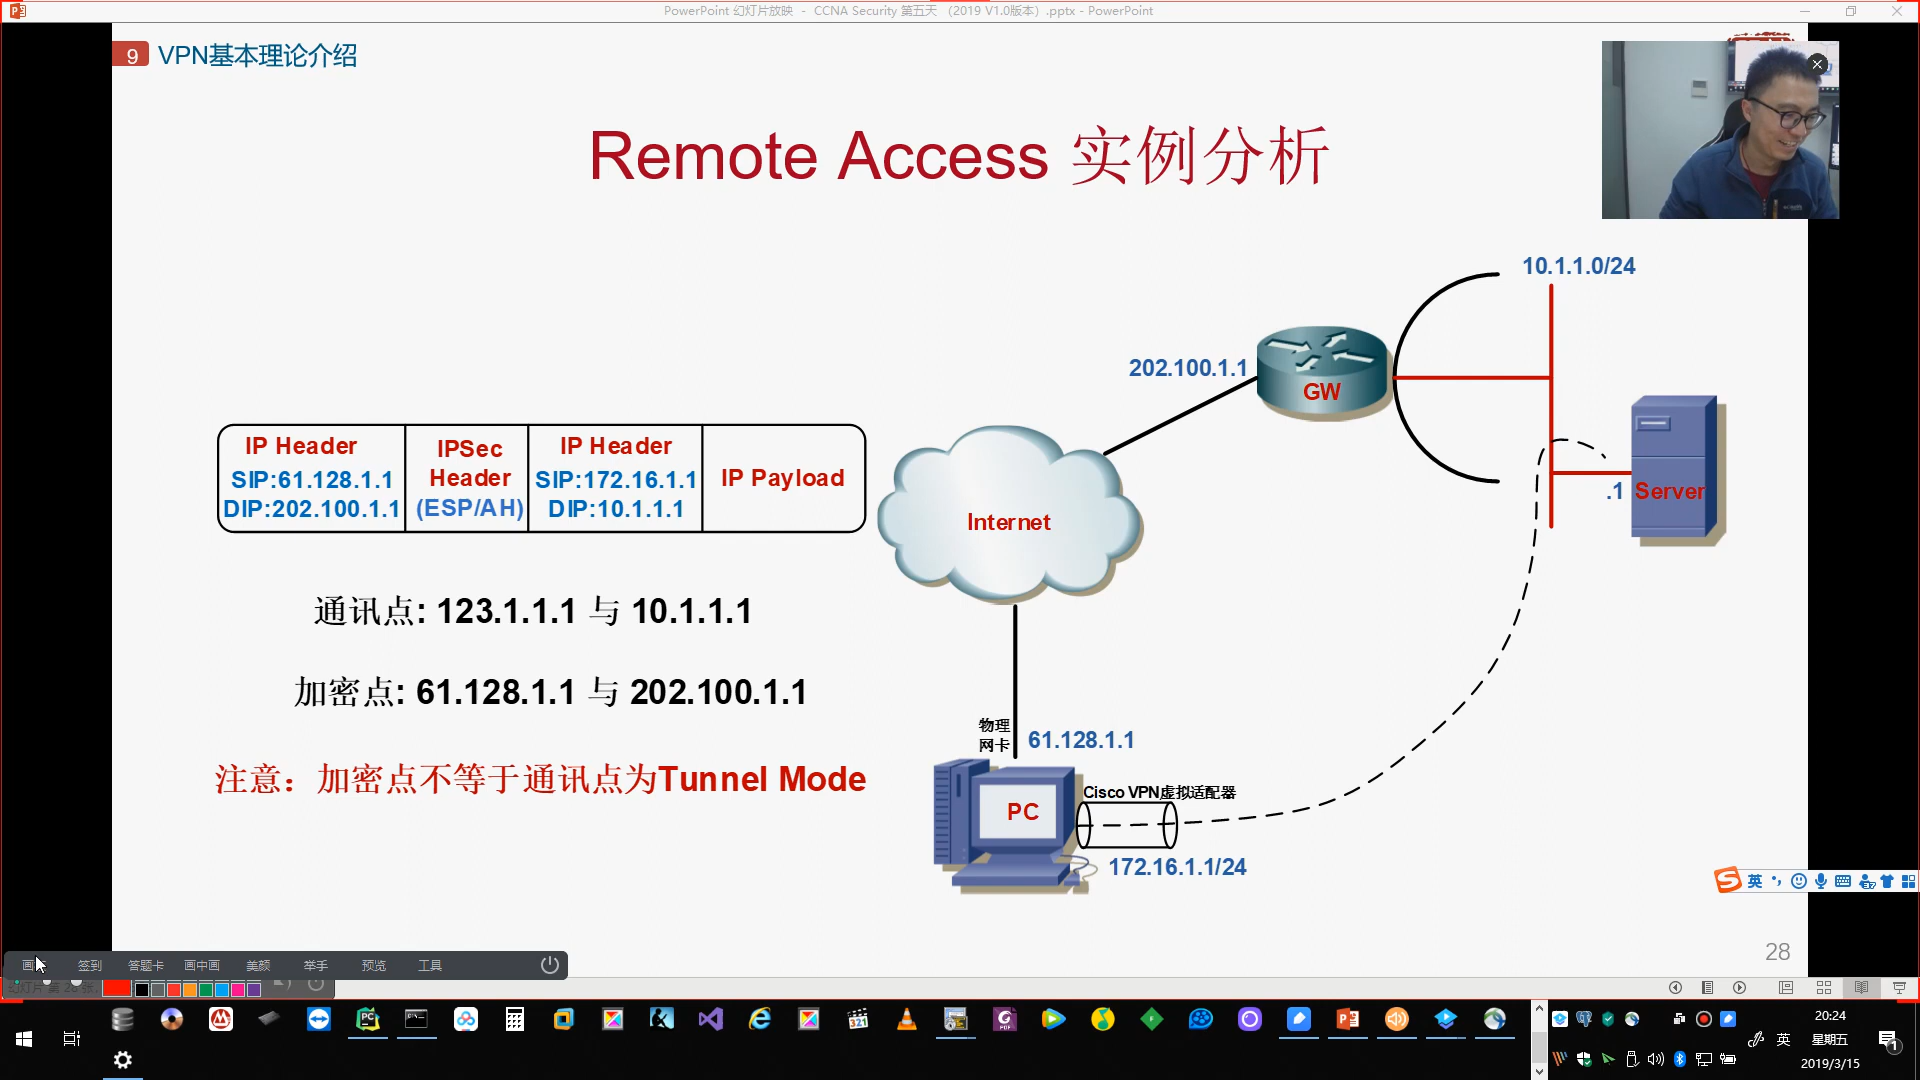 PowerPoint 幻灯片放映 - CCNA Security 第五天 （2019 V1.0版本）.pptx - PowerPoint
9 VPN基本理论介绍
Remote Access 实例分析
10.1.1.0/24
202.100.1.1
GW
IP Header
SIP:61.128.1.1
DIP:202.100.1.1
IPSec
Header
(ESP/AH)
IP Header
SIP:172.16.1.1
DIP:10.1.1.1
IP Payload
Internet
.1 Server
通讯点: 123.1.1.1 与 10.1.1.1
加密点: 61.128.1.1 与 202.100.1.1
物理
网卡
61.128.1.1
注意：加密点不等于通讯点为Tunnel Mode
PC
Cisco VPN虚拟适配器
172.16.1.1/24
英
28
签到 答题卡 画中画 美颜 举手 预览 工具
20:24
英 星期五
2019/3/15
1